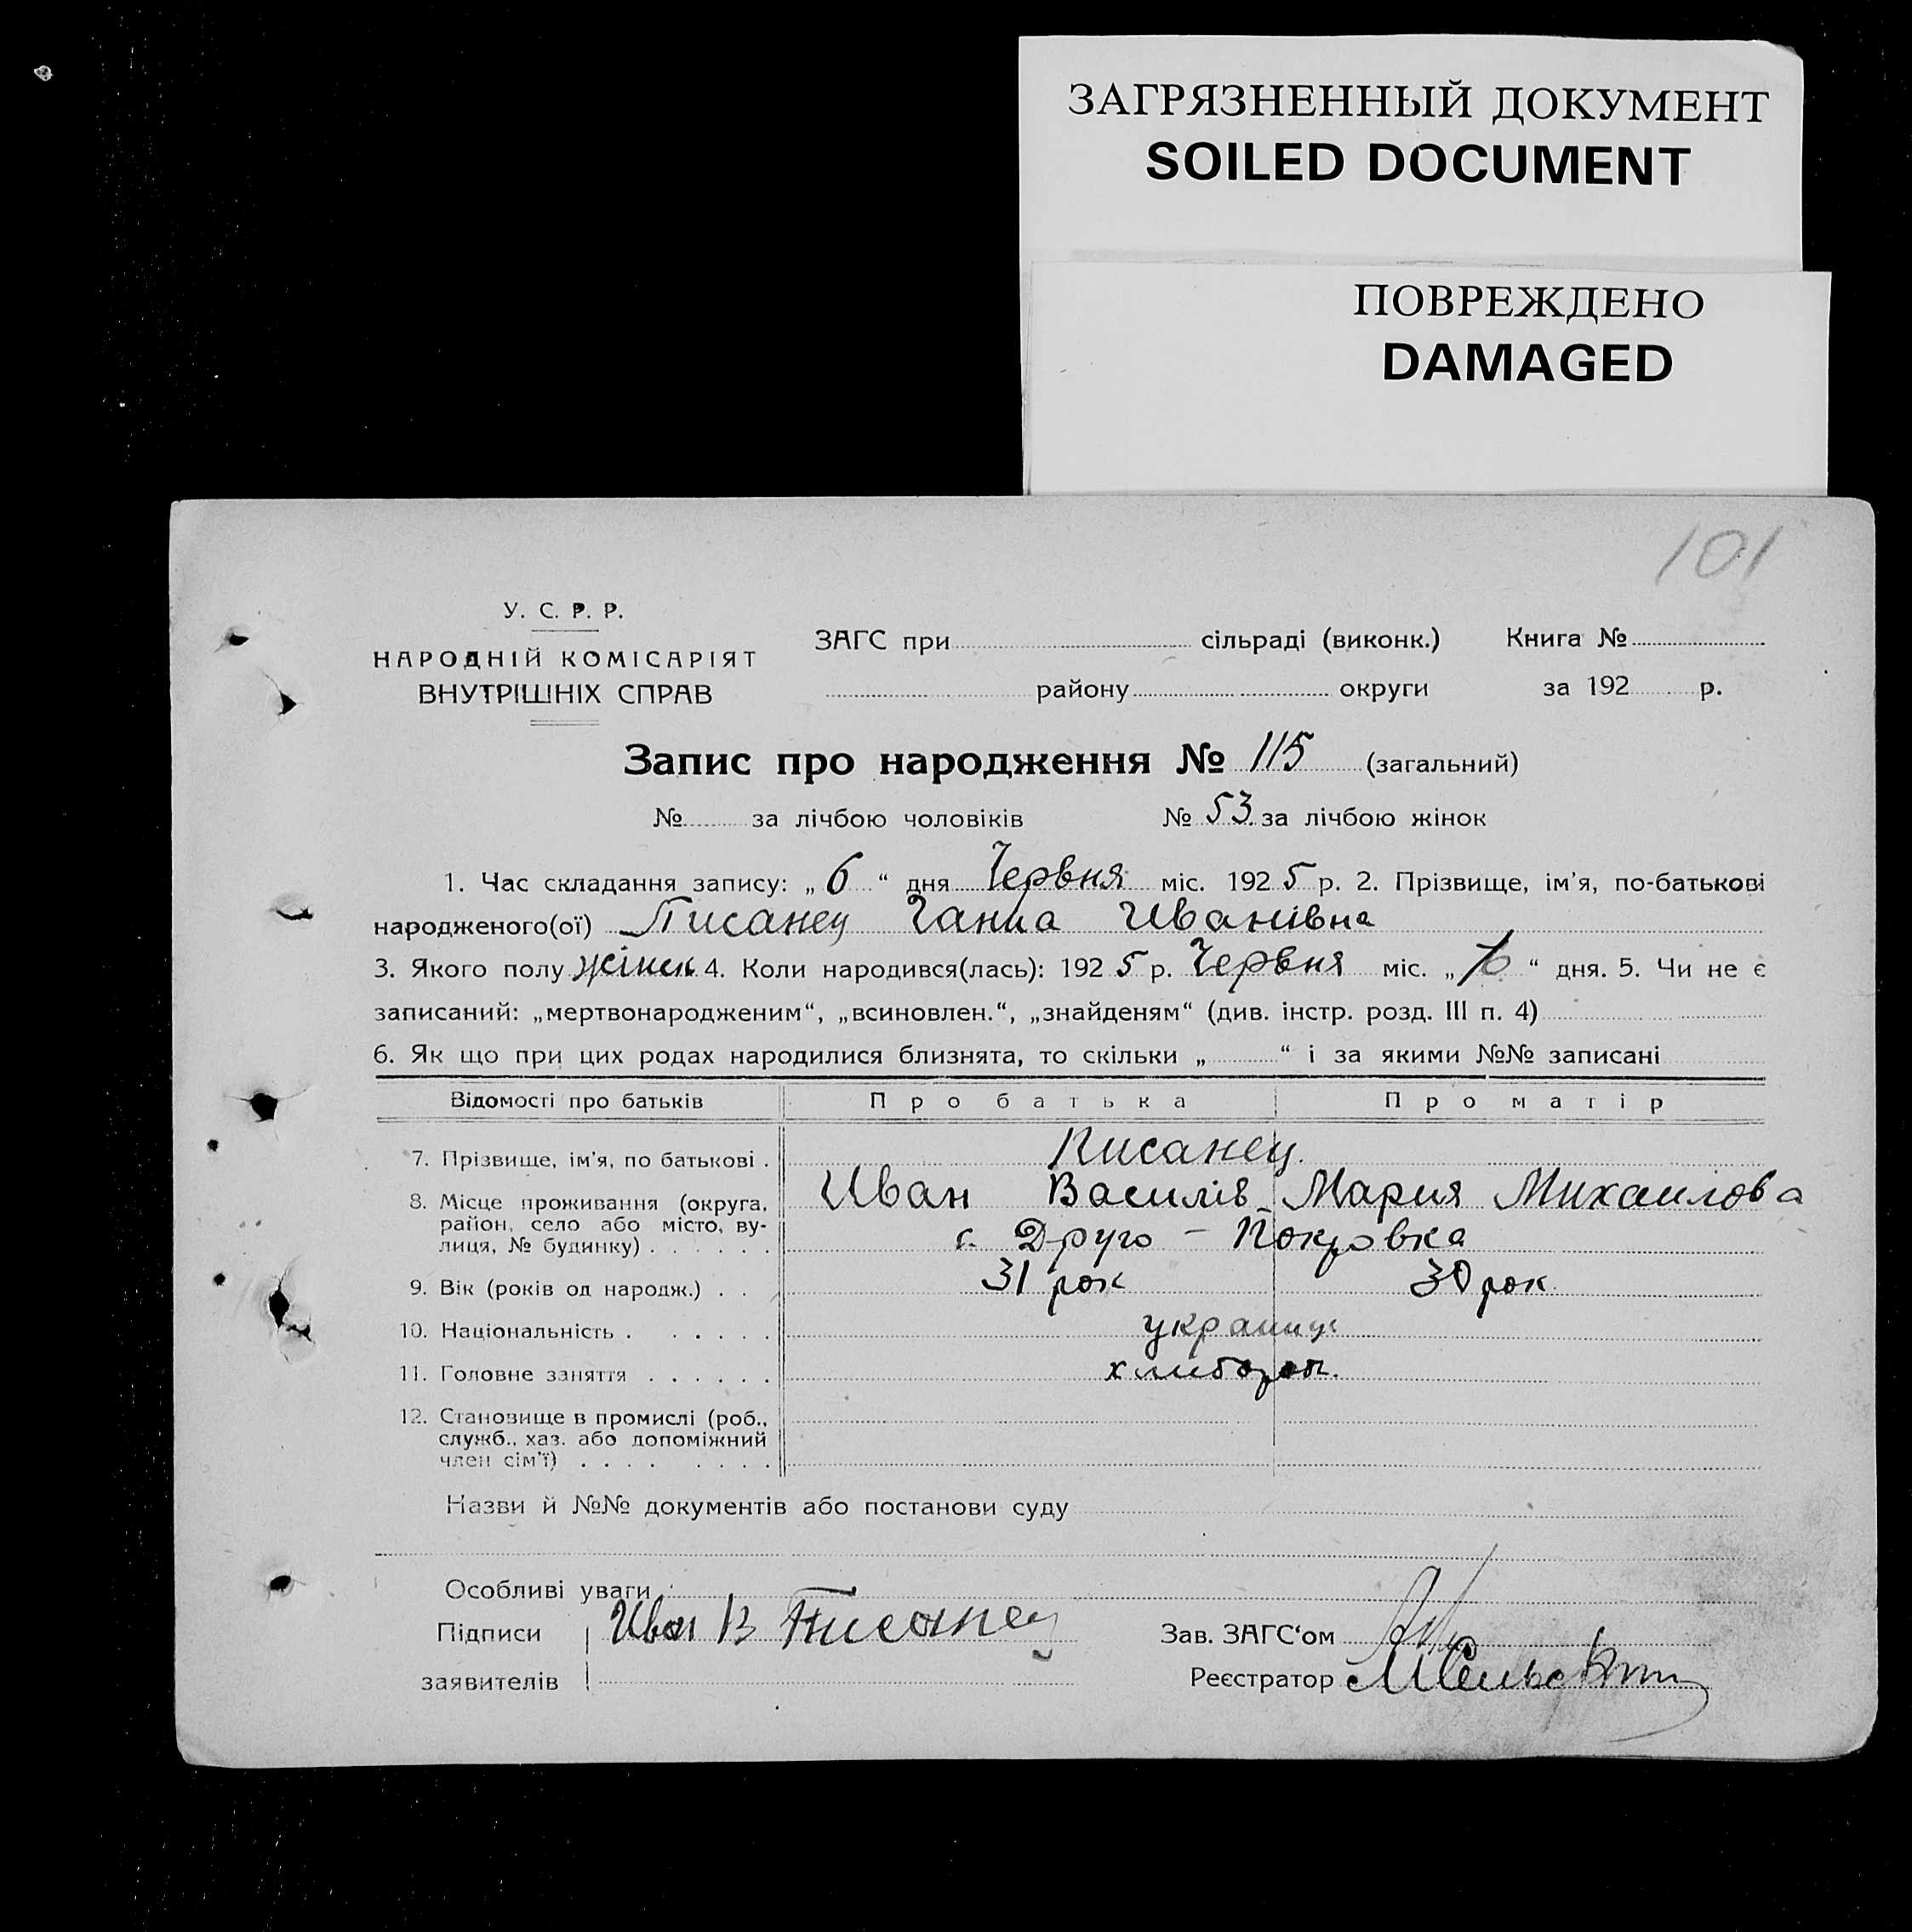 ЗАГРЯЗНЕННЫЙ ДОКУМЕНТ
SOILED DOCUMENT
ПОВРЕЖДЕНО
DAMAGED
101
У. С. Р. Р.
НАРОДНІЙ КОМІСАРІЯТ
ВНУТРІШНІХ СПРАВ
ЗАГС при сільраді (виконк.) Книга №
району округи за 192 р.
Запис про народження № 115 (загальний)
№ за лічбою чоловіків № 53 за лічбою жінок
1. Час складання запису: „6“ дня Червня міс. 1925 р. 2. Прізвище, ім'я, по-батькові
народженого(ої) Писанец Ганна Иванівна
3. Якого полу жіноч 4. Коли народився(лась): 1925 р. Червня міс. „ “ дня. 5. Чи не є
записаний: „мертвонародженим“, „всиновлен.“, „знайденям“ (див. інстр. розд. III п. 4)
6. Як що при цих родах народилися близнята, то скільки „ “ і за якими №№ записані
Відомості про батьків Про батька Про матір
7. Прізвище, ім'я, по батькові . Писанец.
Иван Василів Мария Михаилова
8. Місце проживання (округа,
район, село або місто, ву-
лиця, № будинку) . . . . . . с. Друго - Покровка
9. Вік (років од народж.) . . . 31 рок 30 рок.
10. Національність . . . . . . украинці
11. Головне заняття . . . . . . хлибороб.
12. Становище в промислі (роб.,
служб., хаз. або допоміжний
член сім'ї) . . . . . . . .
Назви й №№ документів або постанови суду
Особливі уваги
Підписи Иван В Писанец Зав. ЗАГС‘ом
заявителів Реєстратор